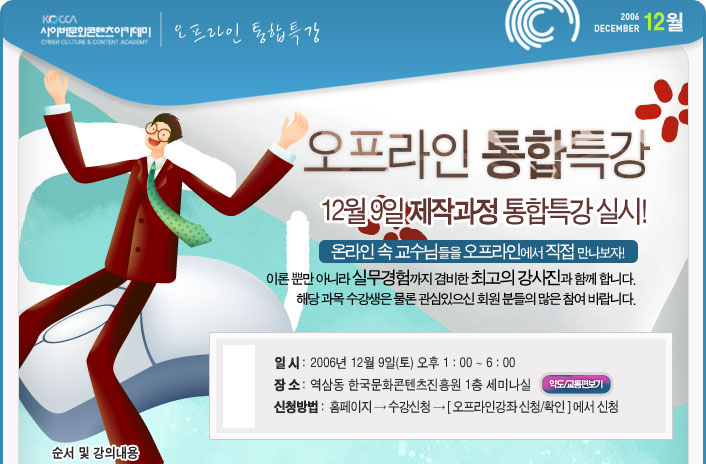 KOCCA
사이버문화콘텐츠아카데미
CYBER CULTURE & CONTENT ACADEMY
오프라인 통합특강
2006
DECEMBER 12월
오프라인 통합특강
12월 9일 제작과정 통합특강 실시!
온라인 속 교수님들을 오프라인에서 직접 만나보자!
이론 뿐만 아니라 실무경험까지 겸비한 최고의 강사진과 함께 합니다.
해당 과목 수강생은 물론 관심있으신 회원 분들의 많은 참여 바랍니다.
일 시 : 2006년 12월 9일(토) 오후 1 : 00 ~ 6 : 00
장 소 : 역삼동 한국문화콘텐츠진흥원 1층 세미나실 약도/교통편보기
신청방법 : 홈페이지 → 수강신청 → [ 오프라인강좌 신청/확인 ] 에서 신청
순서 및 강의내용